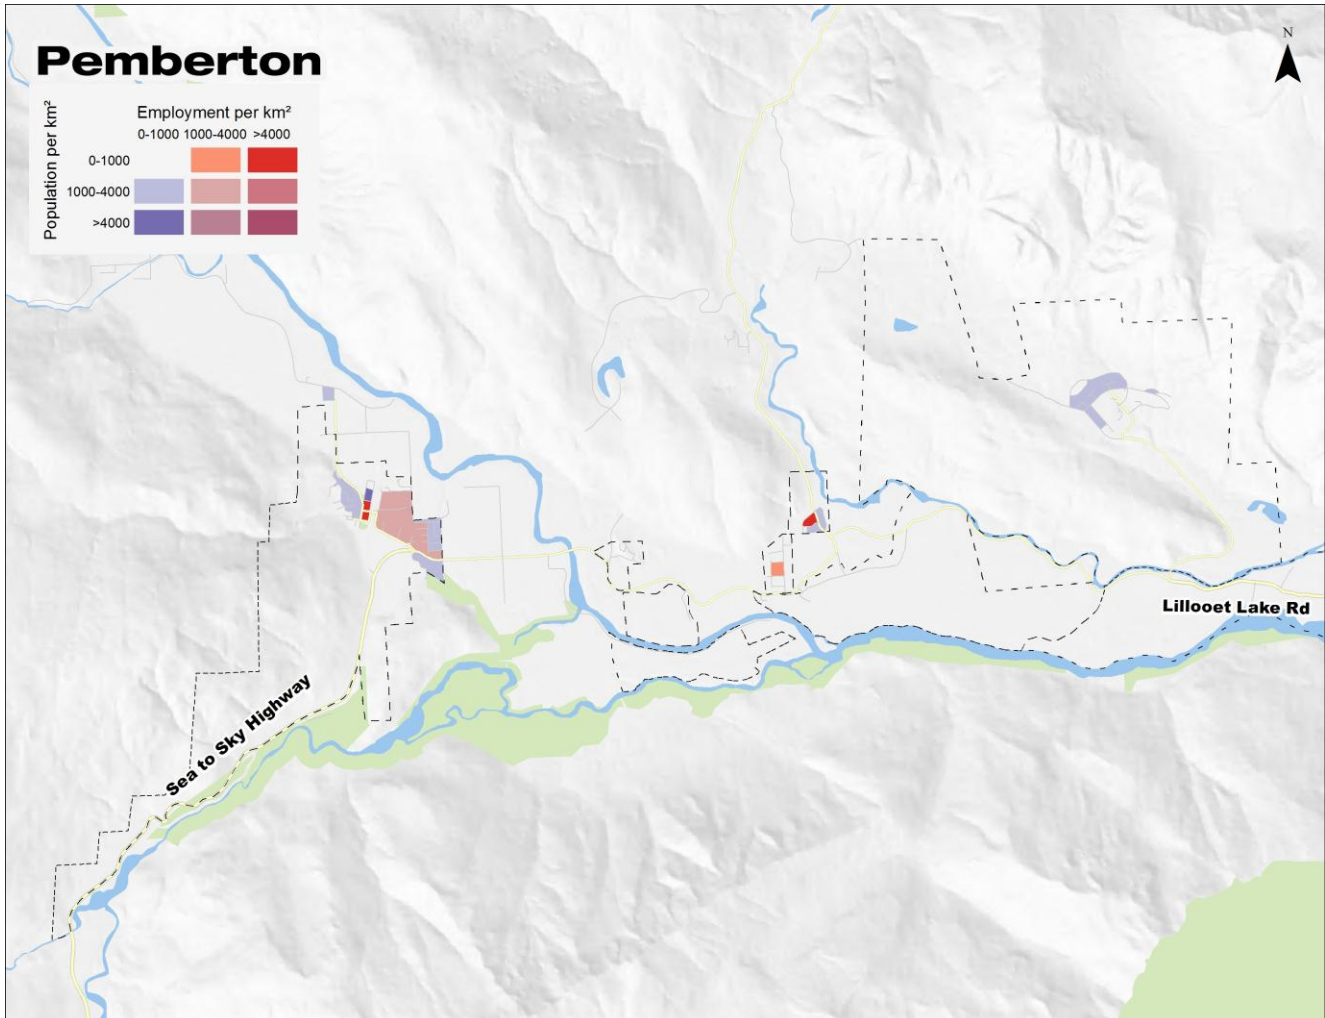 Pemberton
N
Employment per km²
0-1000 1000-4000 >4000
Population per km²
0-1000
1000-4000
>4000
Lillooet Lake Rd
Sea to Sky Highway